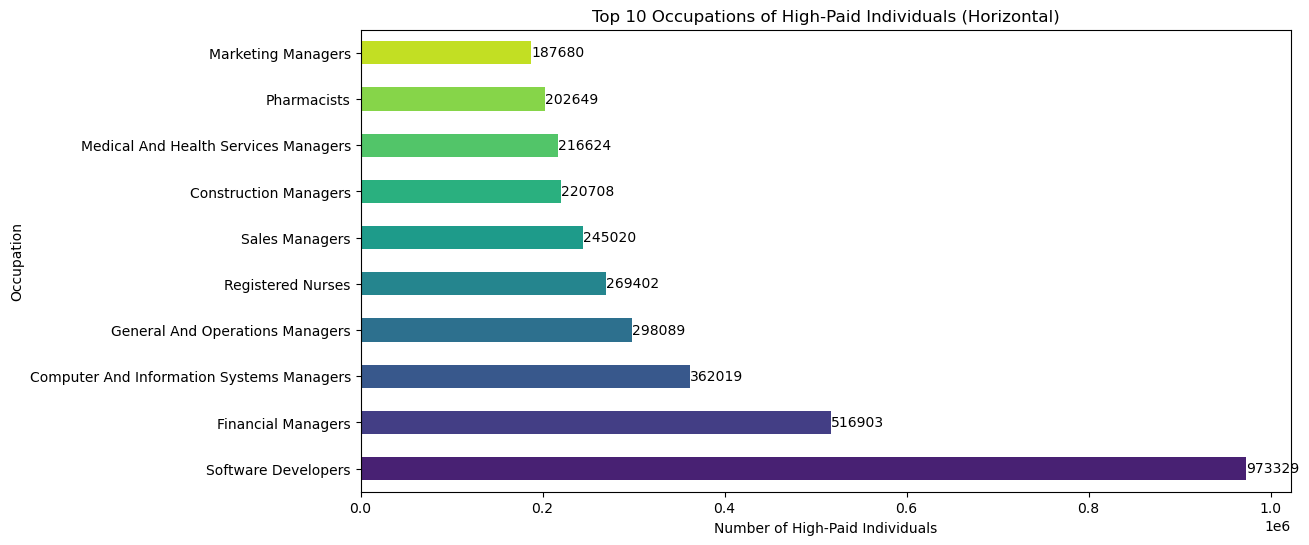 Top 10 Occupations of High-Paid Individuals (Horizontal)
Occupation
Marketing Managers 187680
Pharmacists 202649
Medical And Health Services Managers 216624
Construction Managers 220708
Sales Managers 245020
Registered Nurses 269402
General And Operations Managers 298089
Computer And Information Systems Managers 362019
Financial Managers 516903
Software Developers 973329
0.0 0.2 0.4 0.6 0.8 1.0
1e6
Number of High-Paid Individuals